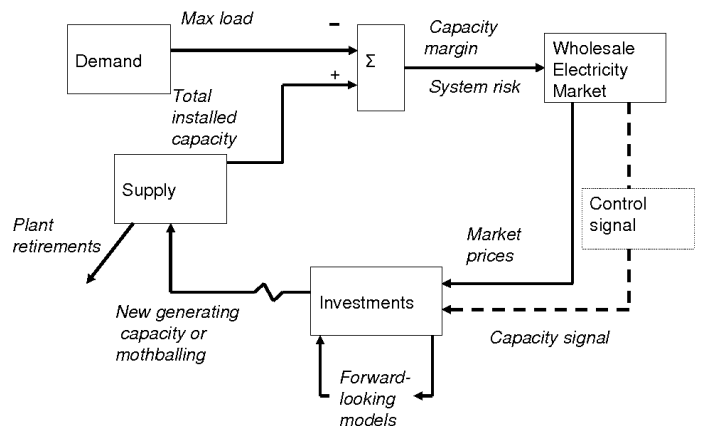 Max load
–
Demand
Σ
+
Capacity
margin
System risk
Wholesale
Electricity
Market
Total
installed
capacity
Supply
Control
signal
Plant
retirements
Market
prices
New generating
capacity or
mothballing
Investments
Capacity signal
Forward-
looking
models